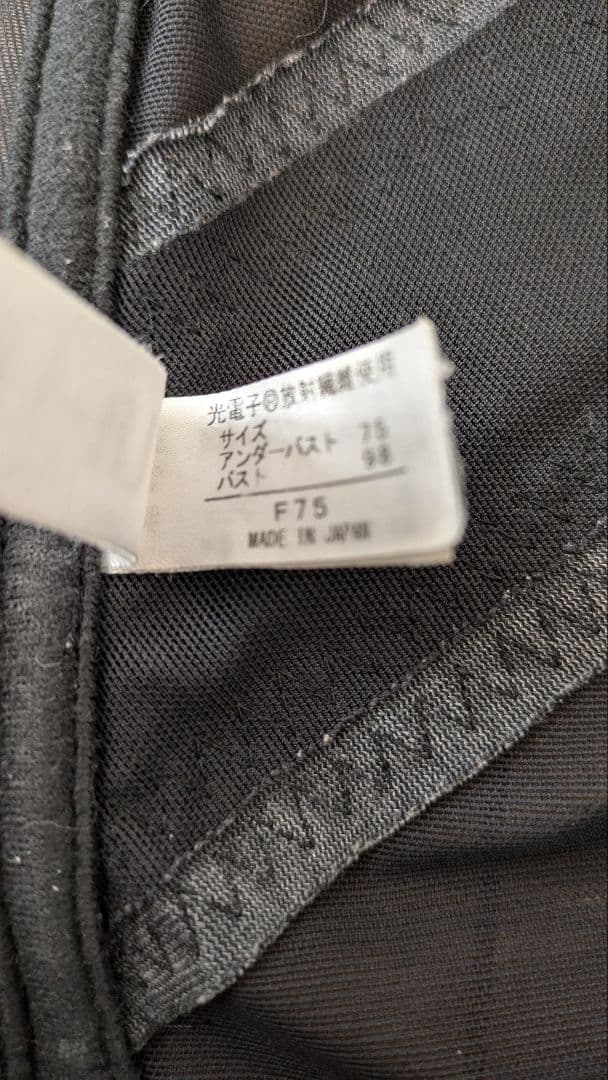 光電子®放射繊維使用
サイズ
アンダーバスト 75
バスト 98
F75
MADE IN JAPAN